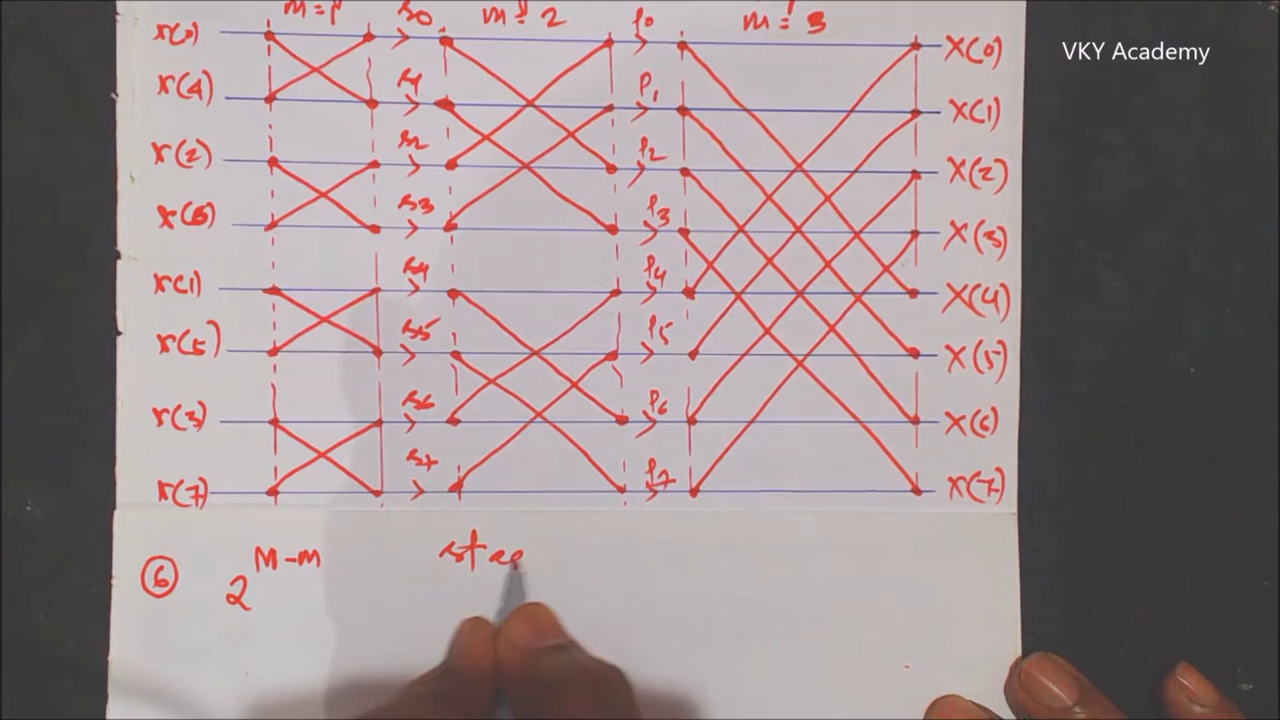 m=1 s0 m=2 p0 m=3
x(0) X(0)
VKY Academy
x(4) s1 P1 X(1)
x(2) s2 P2 X(2)
x(6) s3 P3 X(3)
x(1) s4 P4 X(4)
x(5) s5 P5 X(5)
x(3) s6 P6 X(6)
x(7) s7 P7 X(7)
6 2^M-m stag